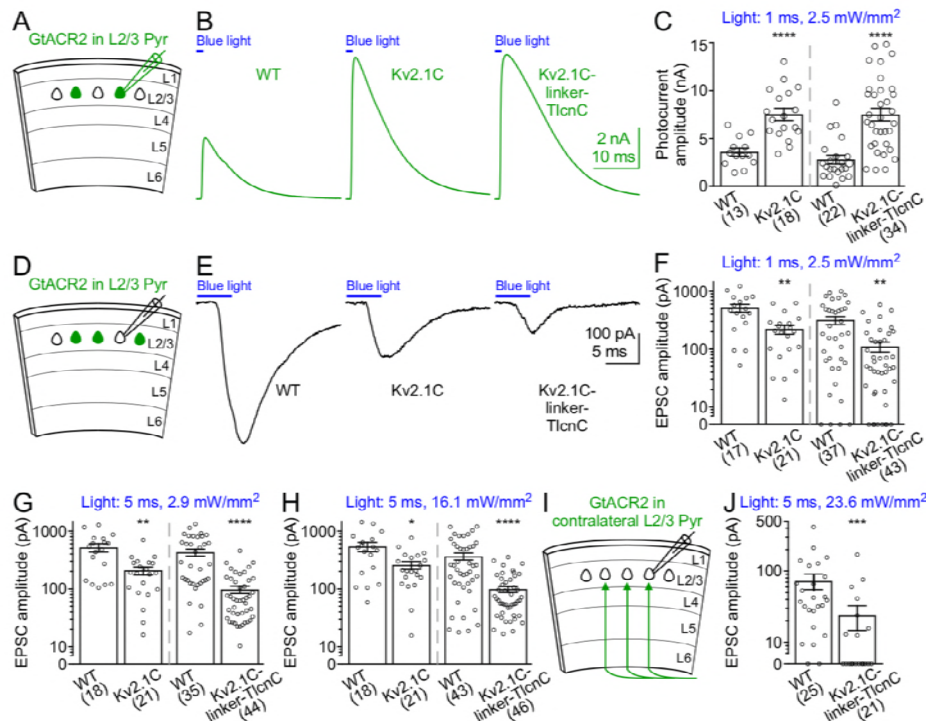 A
GtACR2 in L2/3 Pyr
L1
L2/3
L4
L5
L6
B
Blue light
Blue light
Blue light
WT
Kv2.1C
Kv2.1C-
linker-
TlcnC
2 nA
10 ms
C
Light: 1 ms, 2.5 mW/mm2
****
****
Photocurrent
amplitude (nA)
15
10
5
0
WT
(13)
Kv2.1C
(18)
WT
(22)
Kv2.1C-
linker-TlcnC
(34)
D
GtACR2 in L2/3 Pyr
L1
L2/3
L4
L5
L6
E
Blue light
Blue light
Blue light
WT
Kv2.1C
Kv2.1C-
linker-
TlcnC
100 pA
5 ms
F
Light: 1 ms, 2.5 mW/mm2
**
**
EPSC amplitude (pA)
1000
100
10
0
WT
(17)
Kv2.1C
(21)
WT
(37)
Kv2.1C-
linker-TlcnC
(43)
G
Light: 5 ms, 2.9 mW/mm2
**
****
EPSC amplitude (pA)
1000
100
10
0
WT
(18)
Kv2.1C
(21)
WT
(35)
Kv2.1C-
linker-TlcnC
(44)
H
Light: 5 ms, 16.1 mW/mm2
*
****
EPSC amplitude (pA)
1000
100
10
0
WT
(18)
Kv2.1C
(21)
WT
(43)
Kv2.1C-
linker-TlcnC
(46)
I
GtACR2 in
contralateral L2/3 Pyr
L1
L2/3
L4
L5
L6
J
Light: 5 ms, 23.6 mW/mm2
***
EPSC amplitude (pA)
500
100
10
0
WT
(25)
Kv2.1C-
linker-TlcnC
(21)